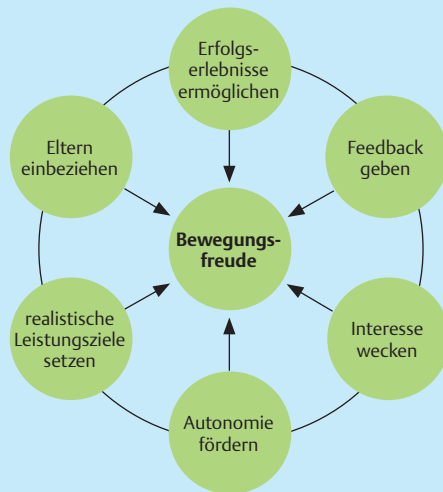 Erfolgs-
erlebnisse
ermöglichen
Eltern
einbeziehen
Feedback
geben
Bewegungs-
freude
realistische
Leistungsziele
setzen
Interesse
wecken
Autonomie
fördern